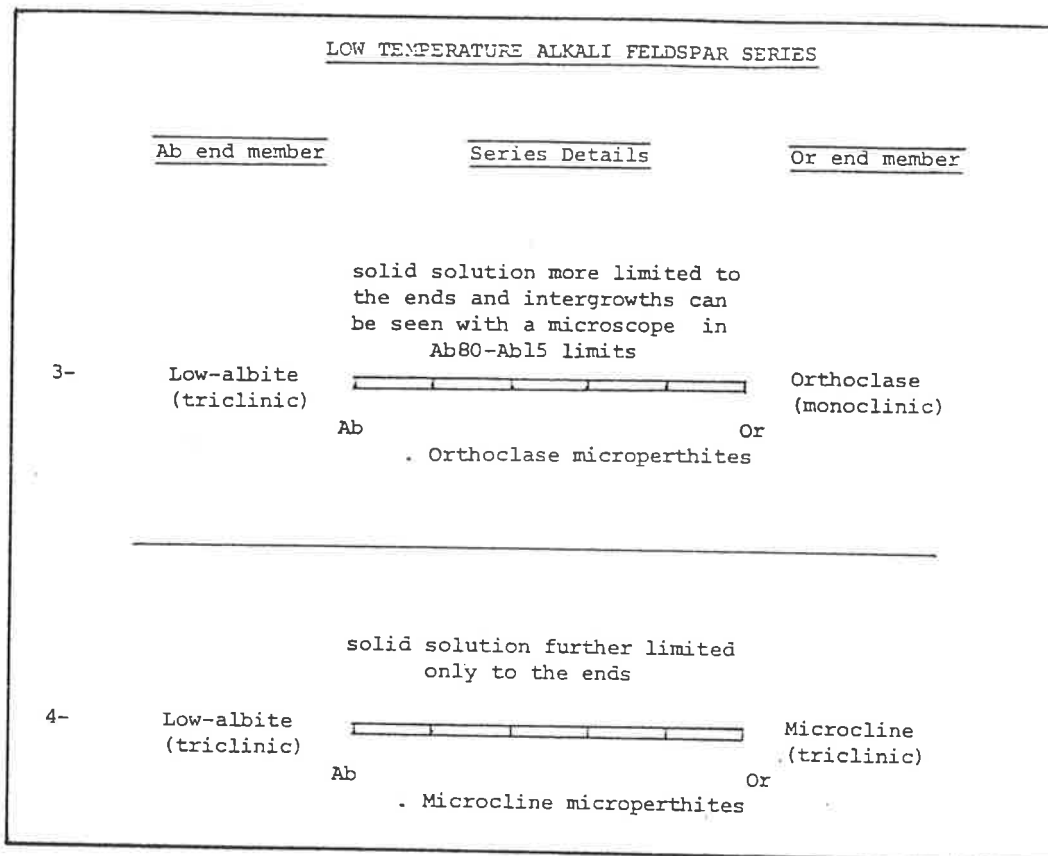 LOW TEMPERATURE ALKALI FELDSPAR SERIES
Ab end member
Series Details
Or end member
solid solution more limited to
the ends and intergrowths can
be seen with a microscope in
Ab80-Ab15 limits
3-
Low-albite
(triclinic)
Orthoclase
(monoclinic)
Ab
Or
. Orthoclase microperthites
solid solution further limited
only to the ends
4-
Low-albite
(triclinic)
Microcline
(triclinic)
Ab
Or
. Microcline microperthites